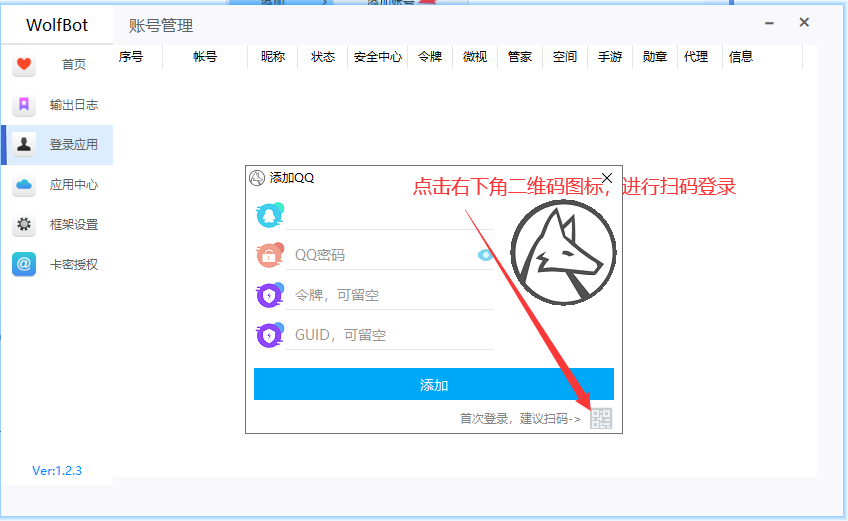 WolfBot
账号管理
序号 帐号 昵称 状态 安全中心 令牌 微视 管家 空间 手游 勋章 代理 信息
首页
输出日志
登录应用
应用中心
框架设置
卡密授权
添加QQ
点击右下角二维码图标，进行扫码登录
QQ密码
令牌，可留空
GUID，可留空
添加
首次登录，建议扫码->
Ver:1.2.3